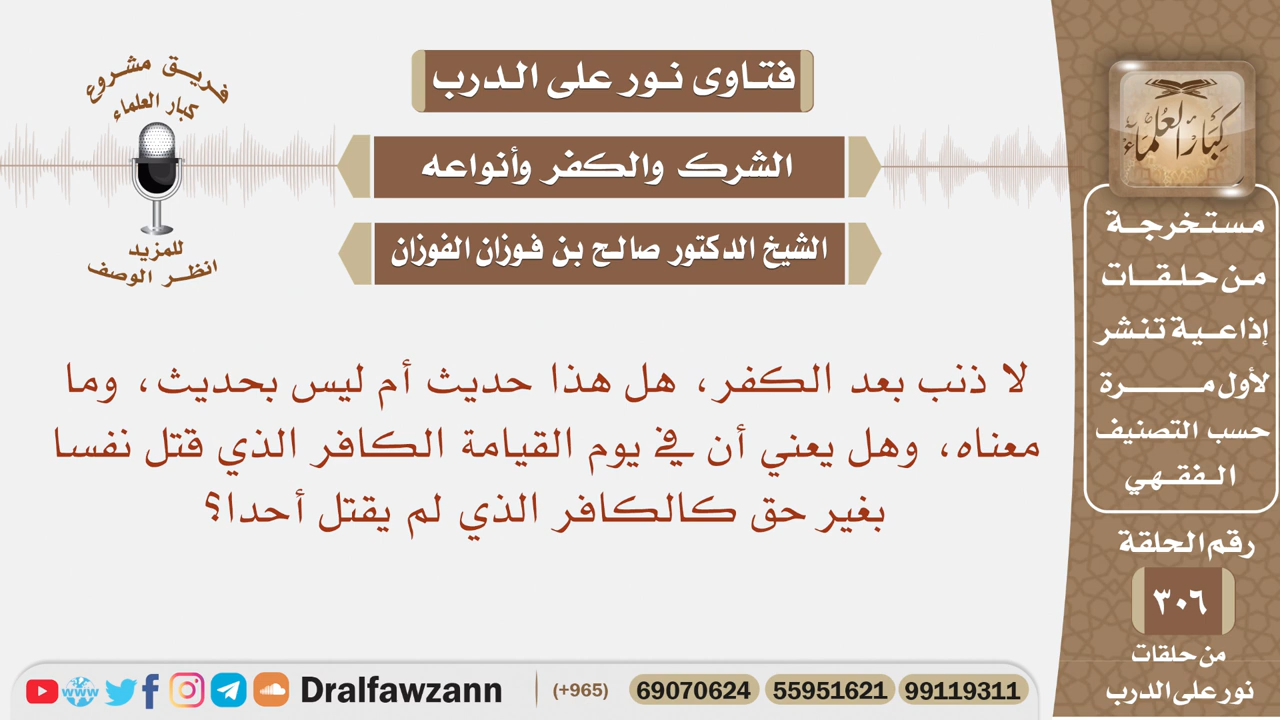 فتاوى نور على الدرب
الشرك والكفر وأنواعه
الشيخ الدكتور صالح بن فوزان الفوزان
فريق مشروع
كبار العلماء
للمزيد
انظر الوصف
لا ذنب بعد الكفر، هل هذا حديث أم ليس بحديث، وما
معناه، وهل يعني أن في يوم القيامة الكافر الذي قتل نفسا
بغير حق كالكافر الذي لم يقتل أحدا؟
كبار العلماء
مستخرجة
من حلقات
إذاعية تنشر
لأول مرة
حسب التصنيف
الفقهي
رقم الحلقة
٣٠٦
من حلقات
نور على الدرب
www
Dralfawzann
(+965) 69070624 55951621 99119311